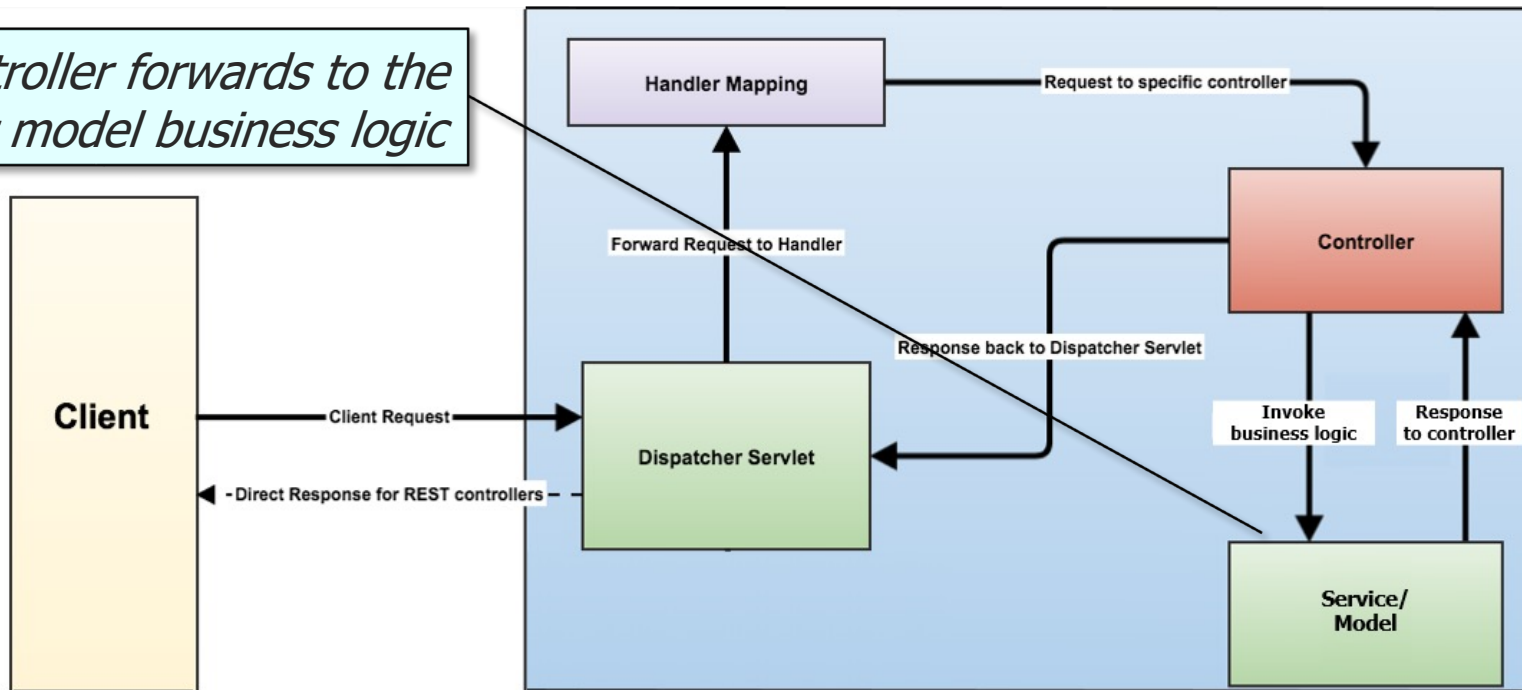 troller forwards to the
model business logic
Handler Mapping
Request to specific controller
Forward Request to Handler
Controller
Response back to Dispatcher Servlet
Client
Client Request
Dispatcher Servlet
Direct Response for REST controllers
Invoke
business logic
Response
to controller
Service/
Model